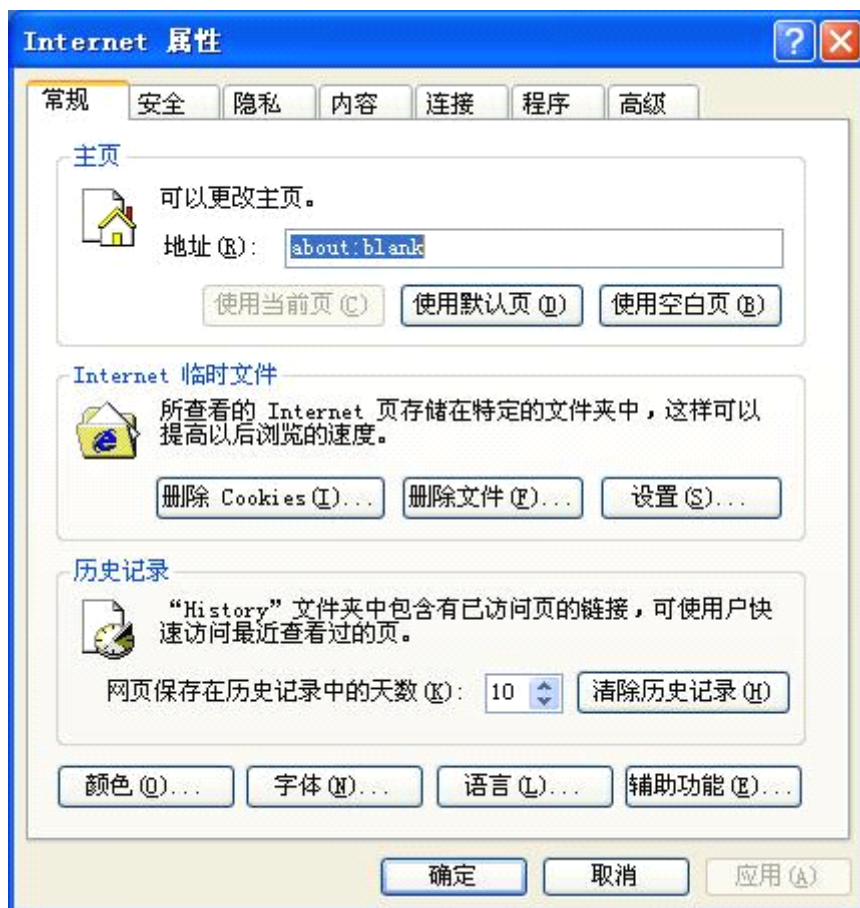 Internet 属性
常规 安全 隐私 内容 连接 程序 高级
主页
可以更改主页。
地址(R): about:blank
使用当前页(C) 使用默认页(D) 使用空白页(B)
Internet 临时文件
所查看的 Internet 页存储在特定的文件夹中，这样可以
提高以后浏览的速度。
删除 Cookies(I)... 删除文件(F)... 设置(S)...
历史记录
“History”文件夹中包含有已访问页的链接，可使用户快
速访问最近查看过的页。
网页保存在历史记录中的天数(K): 10 清除历史记录(H)
颜色(O)... 字体(N)... 语言(L)... 辅助功能(E)...
确定 取消 应用(A)